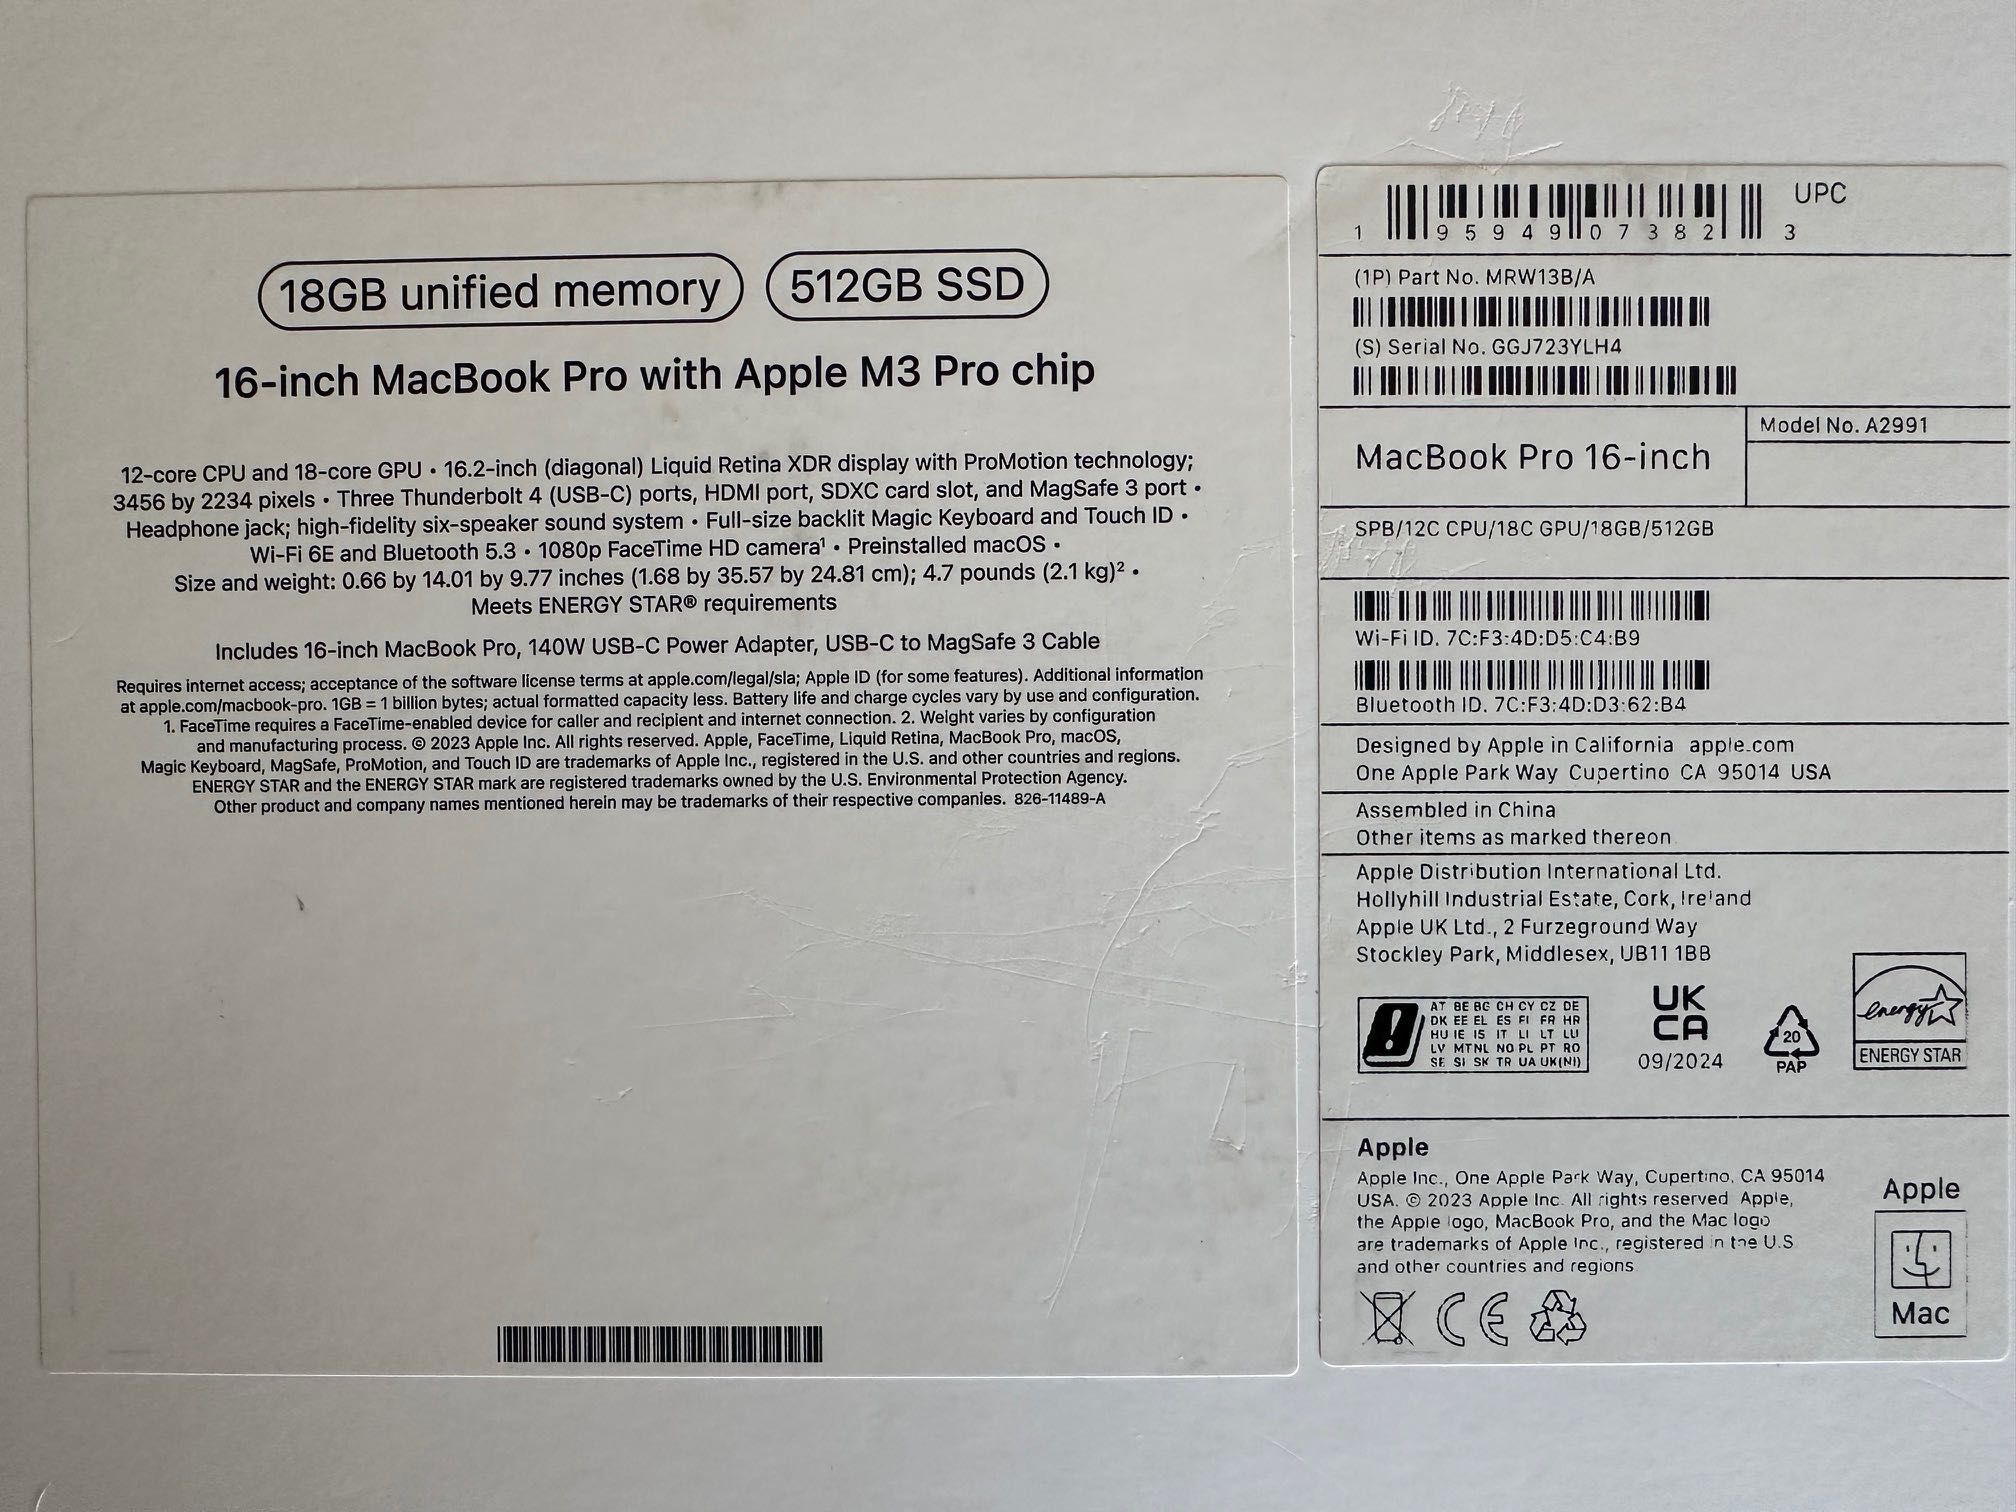 18GB unified memory 512GB SSD
16-inch MacBook Pro with Apple M3 Pro chip
12-core CPU and 18-core GPU • 16.2-inch (diagonal) Liquid Retina XDR display with ProMotion technology;
3456 by 2234 pixels • Three Thunderbolt 4 (USB-C) ports, HDMI port, SDXC card slot, and MagSafe 3 port •
Headphone jack; high-fidelity six-speaker sound system • Full-size backlit Magic Keyboard and Touch ID •
Wi-Fi 6E and Bluetooth 5.3 • 1080p FaceTime HD camera¹ • Preinstalled macOS •
Size and weight: 0.66 by 14.01 by 9.77 inches (1.68 by 35.57 by 24.81 cm); 4.7 pounds (2.1 kg)² •
Meets ENERGY STAR® requirements
Includes 16-inch MacBook Pro, 140W USB-C Power Adapter, USB-C to MagSafe 3 Cable
Requires internet access; acceptance of the software license terms at apple.com/legal/sla; Apple ID (for some features). Additional information
at apple.com/macbook-pro. 1GB = 1 billion bytes; actual formatted capacity less. Battery life and charge cycles vary by use and configuration.
1. FaceTime requires a FaceTime-enabled device for caller and recipient and internet connection. 2. Weight varies by configuration
and manufacturing process. © 2023 Apple Inc. All rights reserved. Apple, FaceTime, Liquid Retina, MacBook Pro, macOS,
Magic Keyboard, MagSafe, ProMotion, and Touch ID are trademarks of Apple Inc., registered in the U.S. and other countries and regions.
ENERGY STAR and the ENERGY STAR mark are registered trademarks owned by the U.S. Environmental Protection Agency.
Other product and company names mentioned herein may be trademarks of their respective companies. 826-11489-A
UPC
1 95949 07382 3
(1P) Part No. MRW13B/A
(S) Serial No. GGJ723YLH4
MacBook Pro 16-inch
Model No. A2991
SPB/12C CPU/18C GPU/18GB/512GB
Wi-Fi ID. 7C:F3:4D:D5:C4:B9
Bluetooth ID. 7C:F3:4D:D3:62:B4
Designed by Apple in California apple.com
One Apple Park Way Cupertino CA 95014 USA
Assembled in China
Other items as marked thereon
Apple Distribution International Ltd.
Hollyhill Industrial Estate, Cork, Ireland
Apple UK Ltd., 2 Furzeground Way
Stockley Park, Middlesex, UB11 1BB
AT BE BG CH CY CZ DE
DK EE EL ES FI FR HR
HU IE IS IT LI LT LU
LV MT NL NO PL PT RO
SE SI SK TR UA UK(NI)
UK
CA
09/2024
20
PAP
energy
ENERGY STAR
Apple
Apple Inc., One Apple Park Way, Cupertino, CA 95014
USA. © 2023 Apple Inc. All rights reserved Apple,
the Apple logo, MacBook Pro, and the Mac logo
are trademarks of Apple Inc., registered in the U.S
and other countries and regions
CE
Apple
Mac